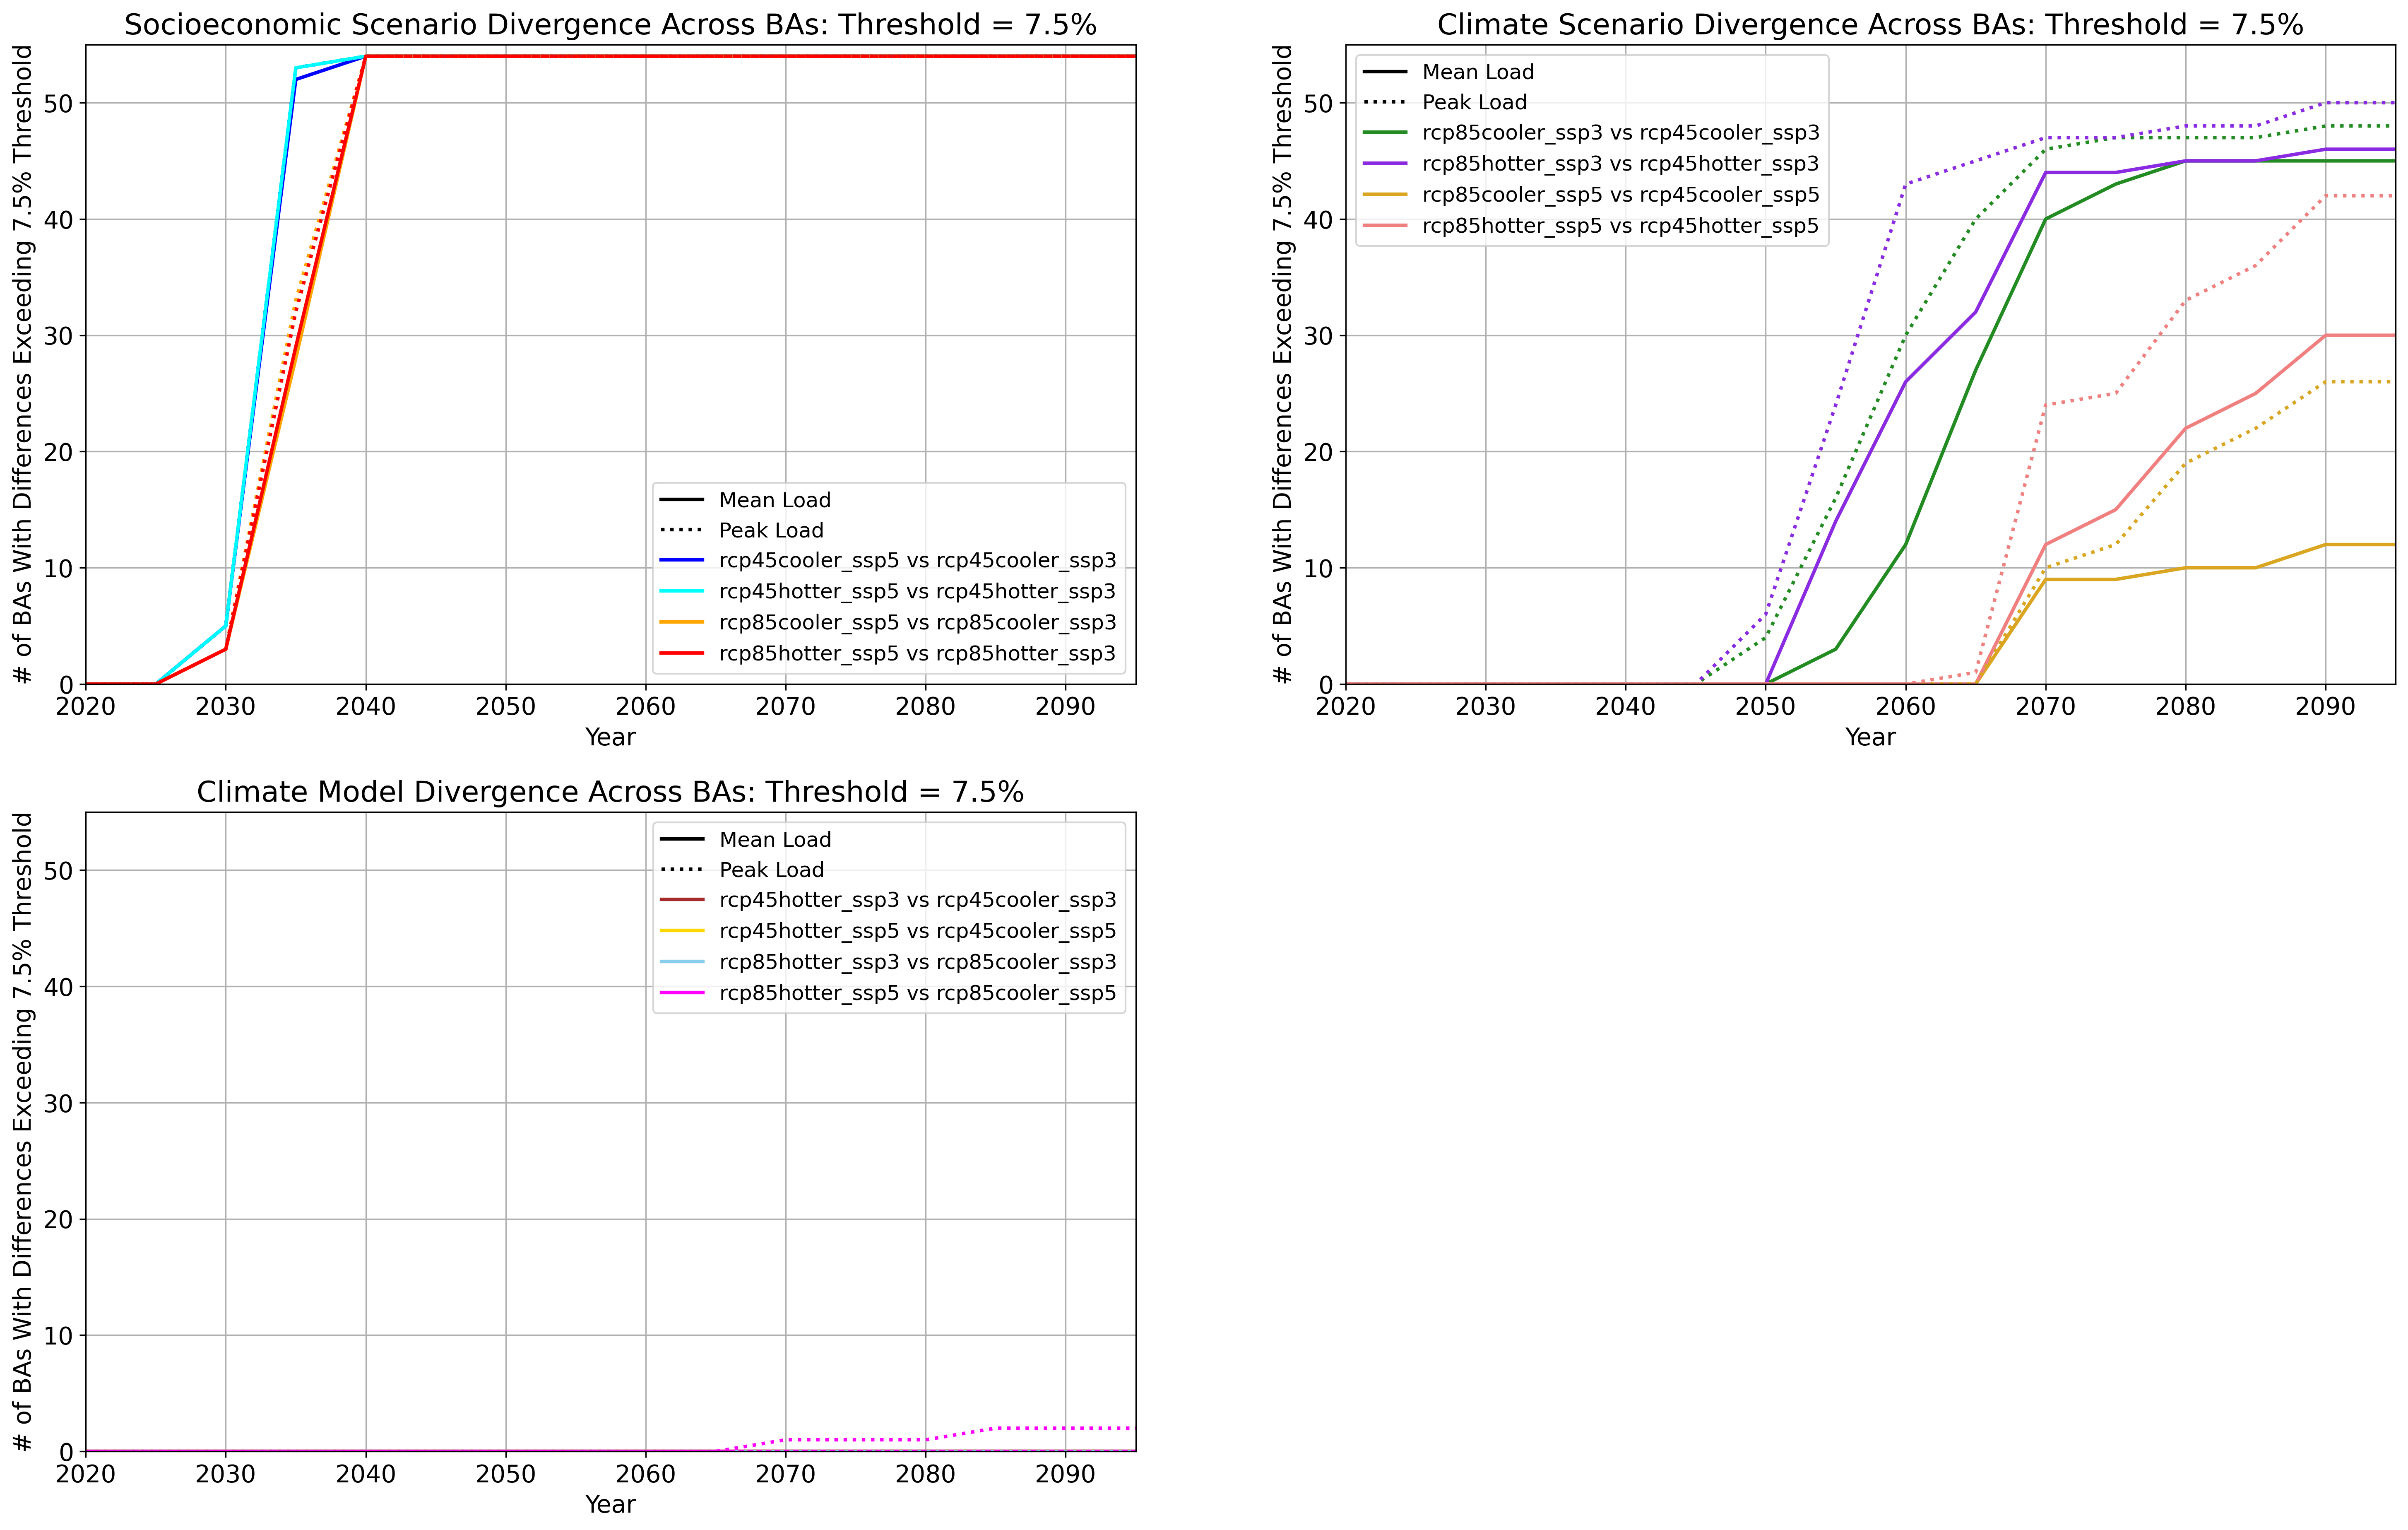 Socioeconomic Scenario Divergence Across BAs: Threshold = 7.5%
# of BAs With Differences Exceeding 7.5% Threshold
50
40
30
20
10
0
Mean Load
Peak Load
rcp45cooler_ssp5 vs rcp45cooler_ssp3
rcp45hotter_ssp5 vs rcp45hotter_ssp3
rcp85cooler_ssp5 vs rcp85cooler_ssp3
rcp85hotter_ssp5 vs rcp85hotter_ssp3
2020 2030 2040 2050 2060 2070 2080 2090
Year
Climate Scenario Divergence Across BAs: Threshold = 7.5%
# of BAs With Differences Exceeding 7.5% Threshold
50
40
30
20
10
0
Mean Load
Peak Load
rcp85cooler_ssp3 vs rcp45cooler_ssp3
rcp85hotter_ssp3 vs rcp45hotter_ssp3
rcp85cooler_ssp5 vs rcp45cooler_ssp5
rcp85hotter_ssp5 vs rcp45hotter_ssp5
2020 2030 2040 2050 2060 2070 2080 2090
Year
Climate Model Divergence Across BAs: Threshold = 7.5%
# of BAs With Differences Exceeding 7.5% Threshold
50
40
30
20
10
0
Mean Load
Peak Load
rcp45hotter_ssp3 vs rcp45cooler_ssp3
rcp45hotter_ssp5 vs rcp45cooler_ssp5
rcp85hotter_ssp3 vs rcp85cooler_ssp3
rcp85hotter_ssp5 vs rcp85cooler_ssp5
2020 2030 2040 2050 2060 2070 2080 2090
Year